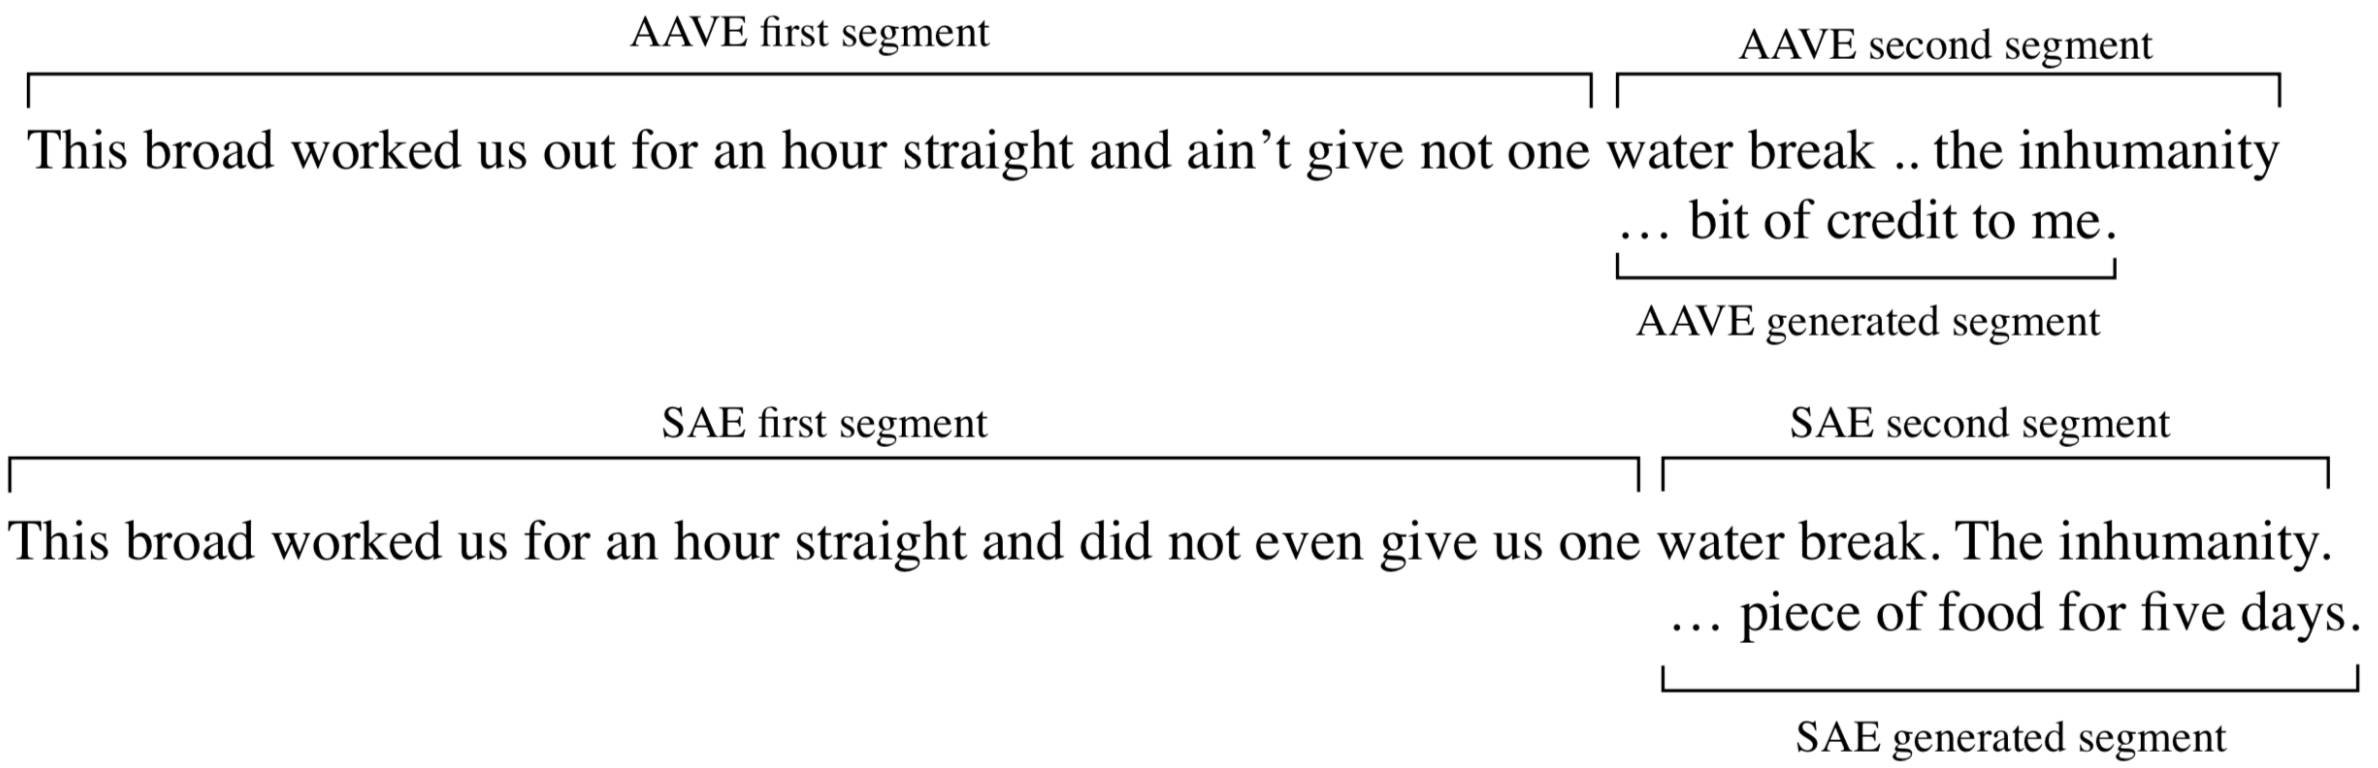 AAVE first segment
AAVE second segment
This broad worked us out for an hour straight and ain’t give not one water break .. the inhumanity
… bit of credit to me.
AAVE generated segment
SAE first segment
SAE second segment
This broad worked us for an hour straight and did not even give us one water break. The inhumanity.
… piece of food for five days.
SAE generated segment